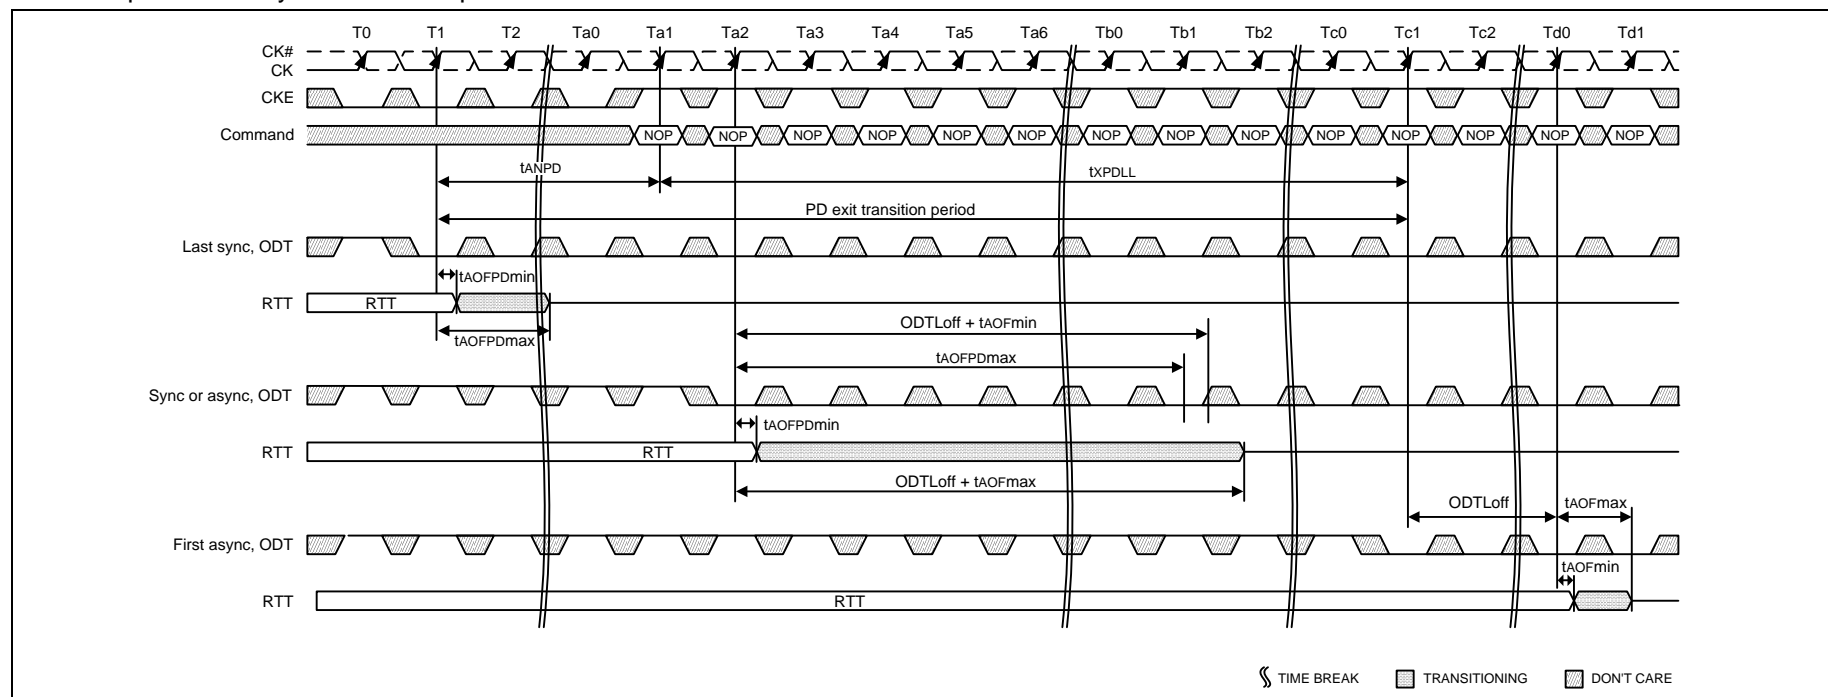 T0 T1 T2 Ta0 Ta1 Ta2 Ta3 Ta4 Ta5 Ta6 Tb0 Tb1 Tb2 Tc0 Tc1 Tc2 Td0 Td1
CK#
CK
CKE
Command NOP NOP NOP NOP NOP NOP NOP NOP NOP NOP NOP NOP NOP NOP
tANPD tXPDLL
PD exit transition period
Last sync, ODT
tAOFPDmin
RTT RTT
ODTLoff + tAOFmin
tAOFPDmax
tAOFPDmax
Sync or async, ODT
tAOFPDmin
RTT RTT
ODTLoff + tAOFmax
ODTLoff tAOFmax
First async, ODT
tAOFmin
RTT RTT
TIME BREAK TRANSITIONING DON'T CARE